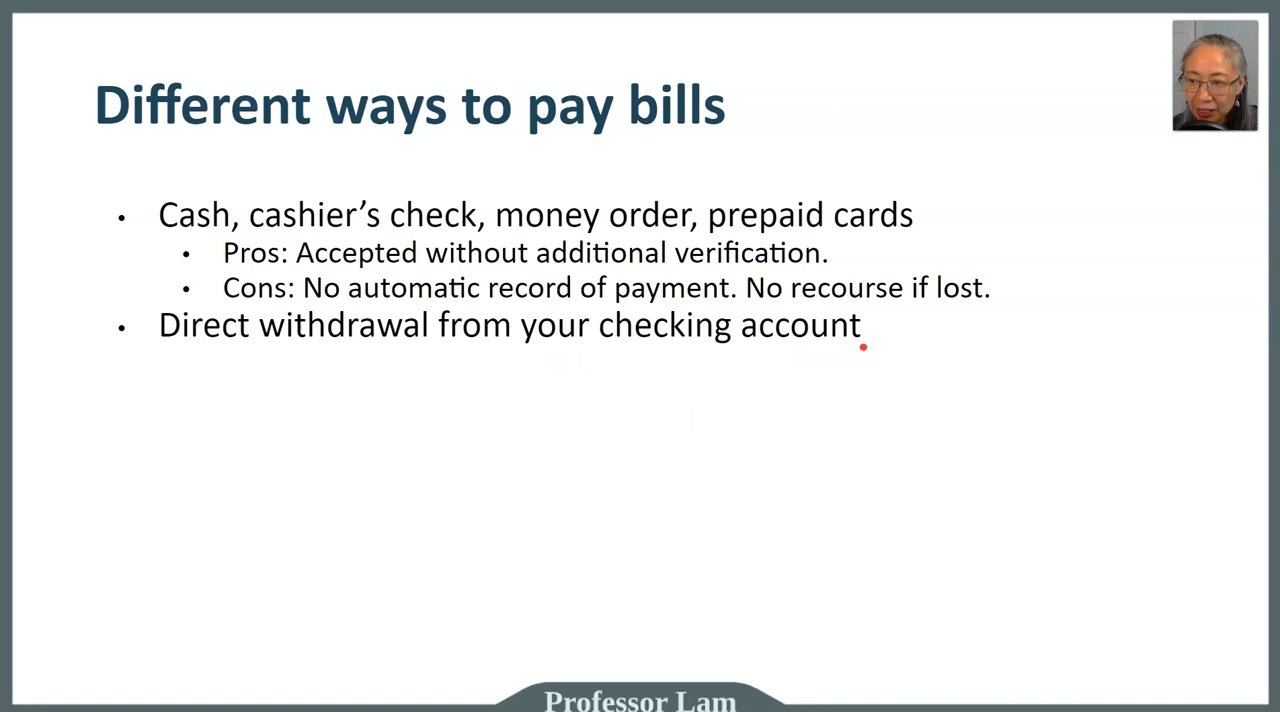 Different ways to pay bills
• Cash, cashier’s check, money order, prepaid cards
• Pros: Accepted without additional verification.
• Cons: No automatic record of payment. No recourse if lost.
• Direct withdrawal from your checking account
Professor Lam